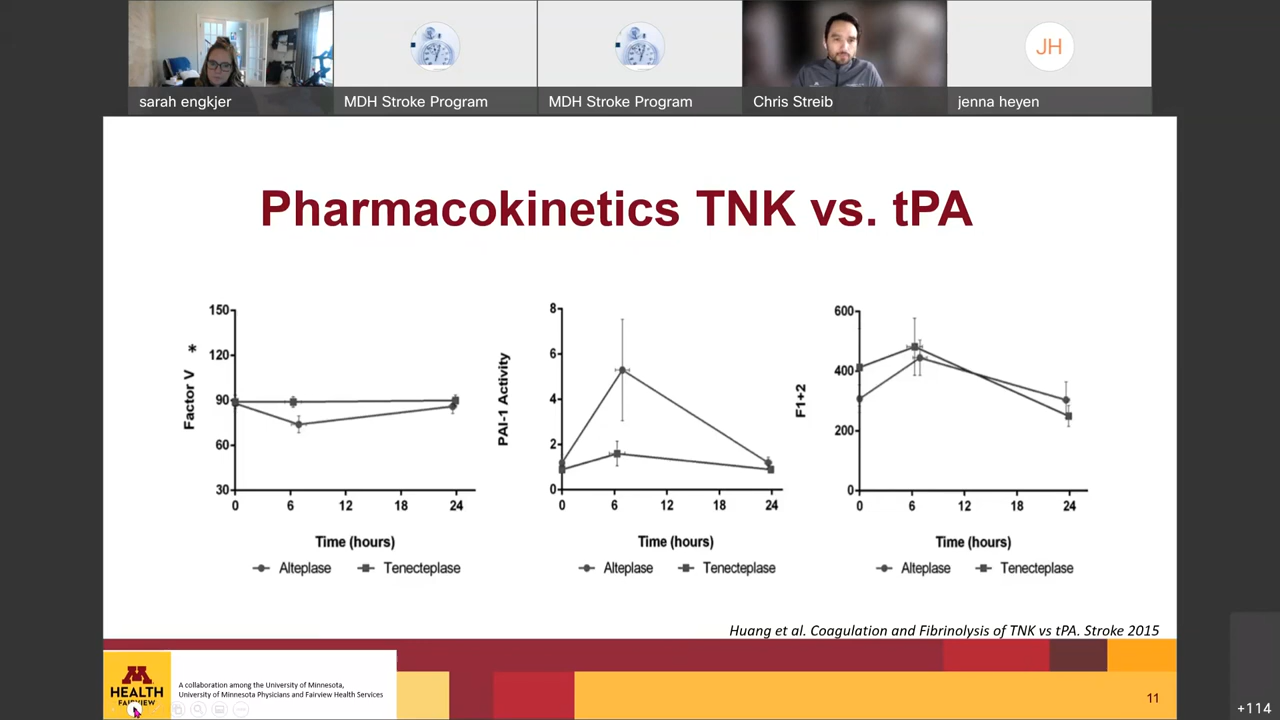 sarah engkjer
MDH Stroke Program
MDH Stroke Program
Chris Streib
JH
jenna heyen
Pharmacokinetics TNK vs. tPA
Factor V *
150
120
90
60
30
0 6 12 18 24
Time (hours)
Alteplase Tenecteplase
PAI-1 Activity
8
6
4
2
0
0 6 12 18 24
Time (hours)
Alteplase Tenecteplase
F1+2
600
400
200
0
0 6 12 18 24
Time (hours)
Alteplase Tenecteplase
Huang et al. Coagulation and Fibrinolysis of TNK vs tPA. Stroke 2015
M
HEALTH
FAIRVIEW
A collaboration among the University of Minnesota,
University of Minnesota Physicians and Fairview Health Services
11
+114